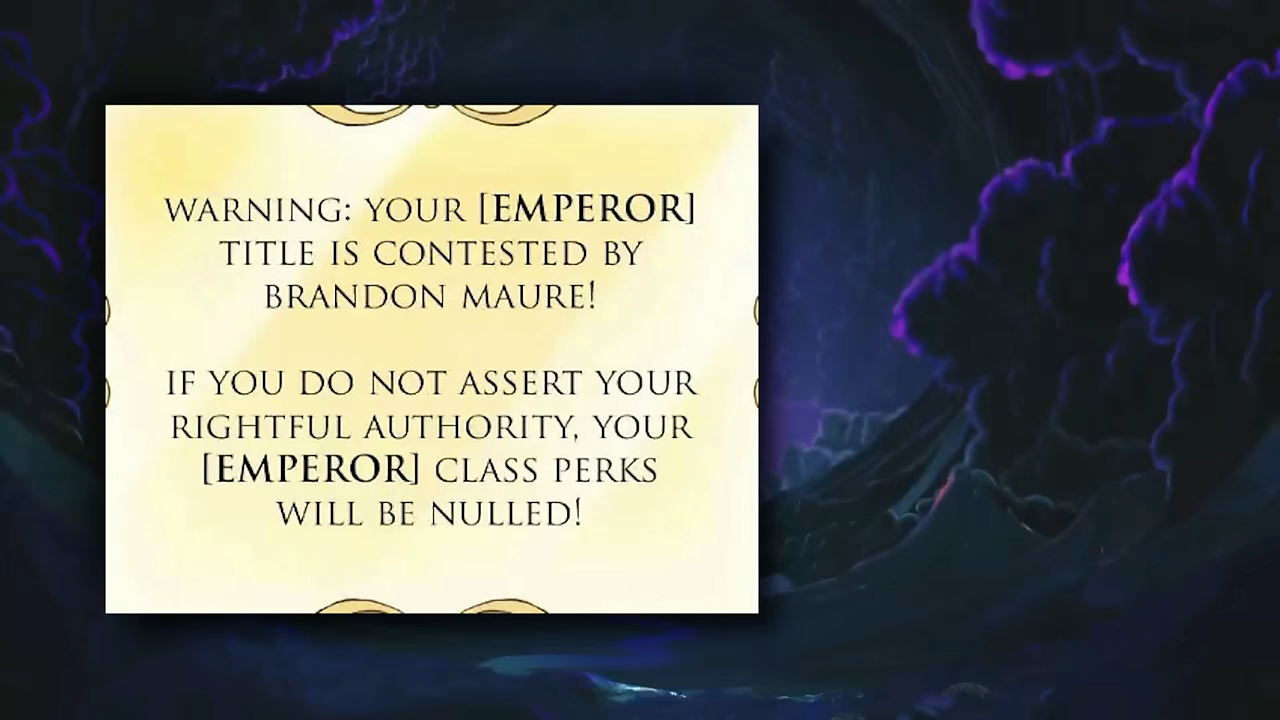 WARNING: YOUR [EMPEROR]
TITLE IS CONTESTED BY
BRANDON MAURE!
IF YOU DO NOT ASSERT YOUR
RIGHTFUL AUTHORITY, YOUR
[EMPEROR] CLASS PERKS
WILL BE NULLED!